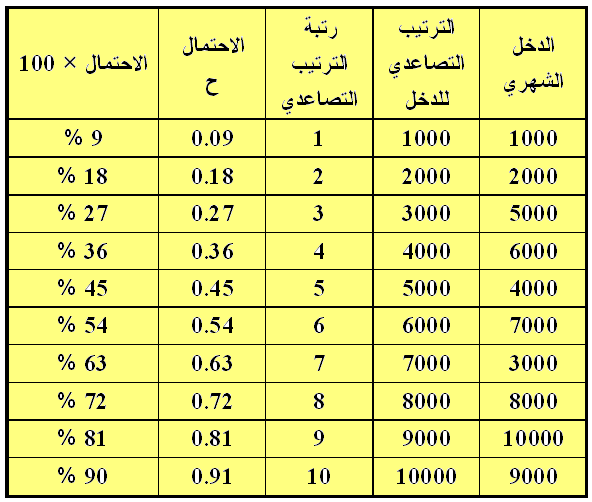 الدخل الشهري | الترتيب التصاعدي للدخل | رتبة الترتيب التصاعدي | الاحتمال ح | الاحتمال × 100
1000 | 1000 | 1 | 0.09 | 9 %
2000 | 2000 | 2 | 0.18 | 18 %
5000 | 3000 | 3 | 0.27 | 27 %
6000 | 4000 | 4 | 0.36 | 36 %
4000 | 5000 | 5 | 0.45 | 45 %
7000 | 6000 | 6 | 0.54 | 54 %
3000 | 7000 | 7 | 0.63 | 63 %
8000 | 8000 | 8 | 0.72 | 72 %
10000 | 9000 | 9 | 0.81 | 81 %
9000 | 10000 | 10 | 0.91 | 90 %